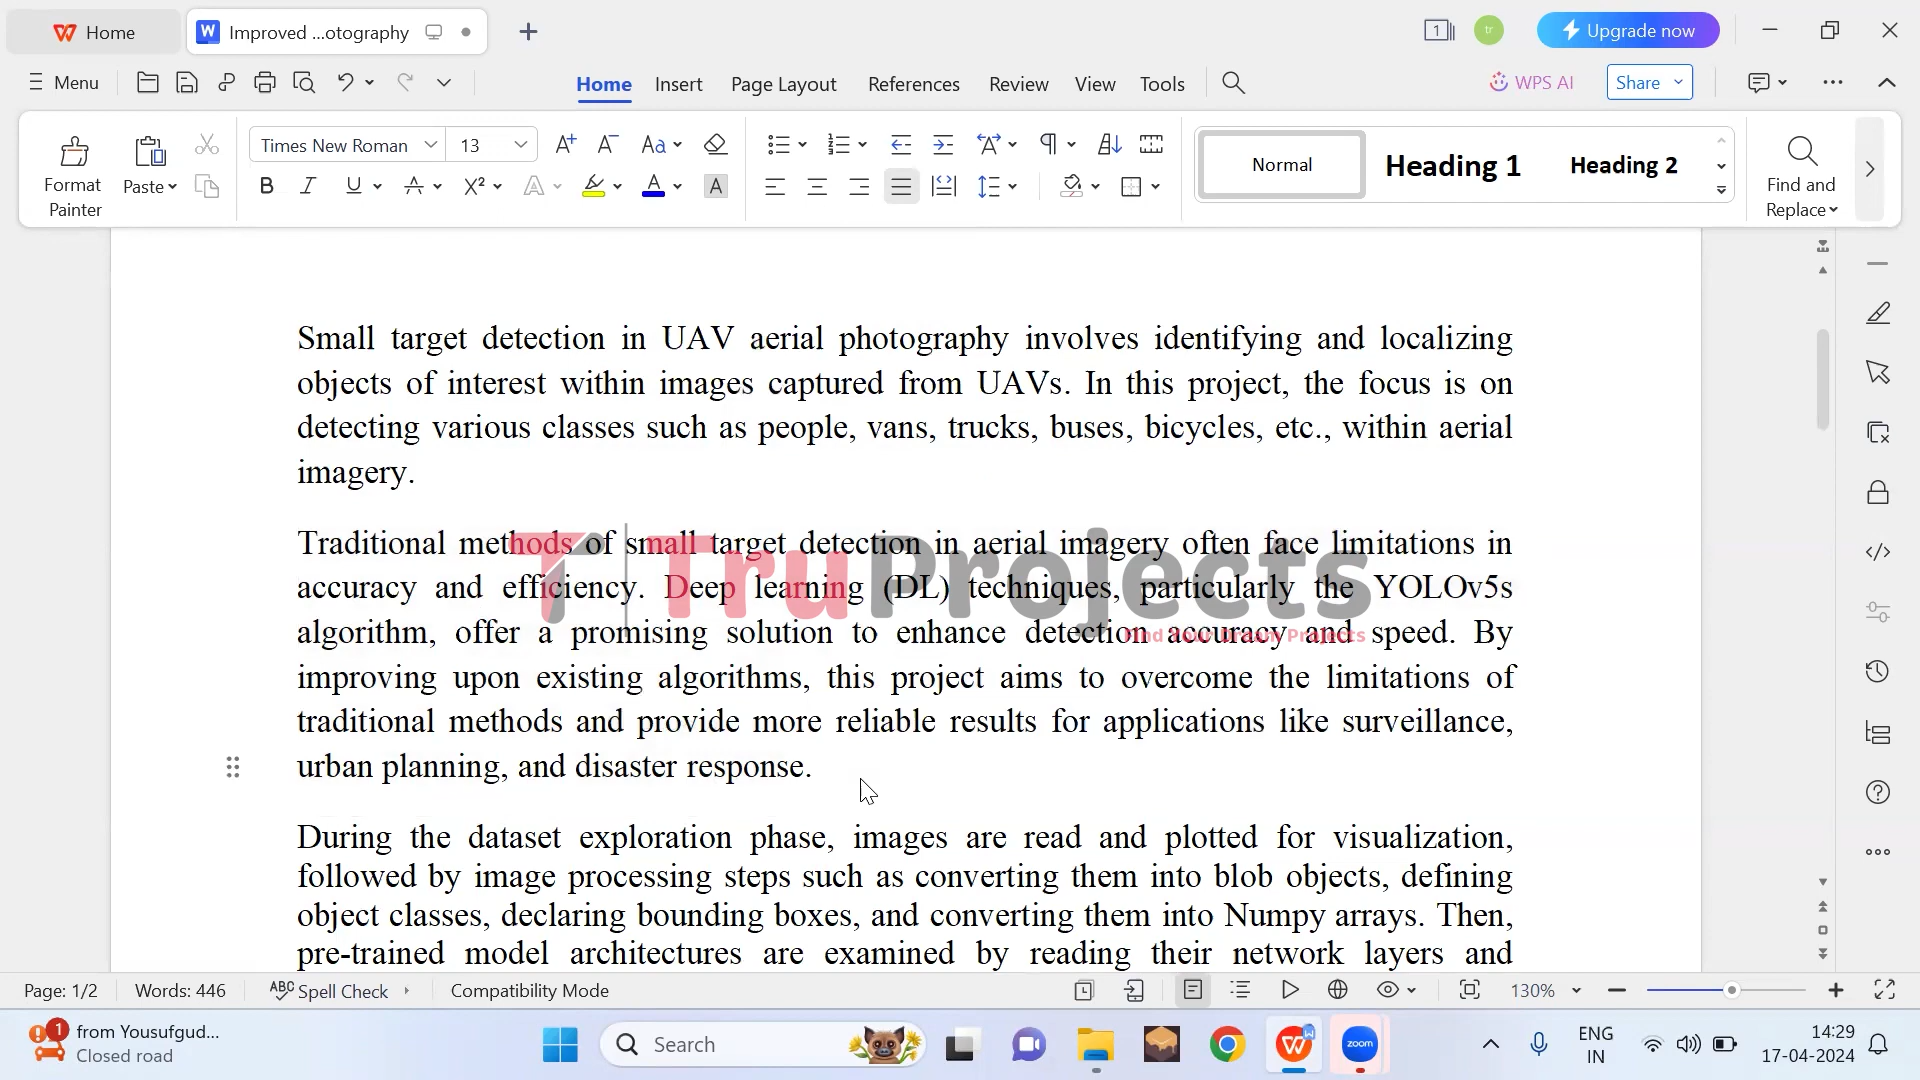 Home
Improved ...otography
1
tr
Upgrade now
Menu
Home
Insert
Page Layout
References
Review
View
Tools
WPS AI
Share
Format
Painter
Paste
Times New Roman
13
Normal
Heading 1
Heading 2
Find and
Replace
Small target detection in UAV aerial photography involves identifying and localizing
objects of interest within images captured from UAVs. In this project, the focus is on
detecting various classes such as people, vans, trucks, buses, bicycles, etc., within aerial
imagery.
Traditional methods of small target detection in aerial imagery often face limitations in
accuracy and efficiency. Deep learning (DL) techniques, particularly the YOLOv5s
algorithm, offer a promising solution to enhance detection accuracy and speed. By
improving upon existing algorithms, this project aims to overcome the limitations of
traditional methods and provide more reliable results for applications like surveillance,
urban planning, and disaster response.
TruProjects
Find Your Dream Projects
During the dataset exploration phase, images are read and plotted for visualization,
followed by image processing steps such as converting them into blob objects, defining
object classes, declaring bounding boxes, and converting them into Numpy arrays. Then,
pre-trained model architectures are examined by reading their network layers and
Page: 1/2
Words: 446
Spell Check
Compatibility Mode
130%
1
from Yousufgud...
Closed road
Search
zoom
ENG
IN
14:29
17-04-2024